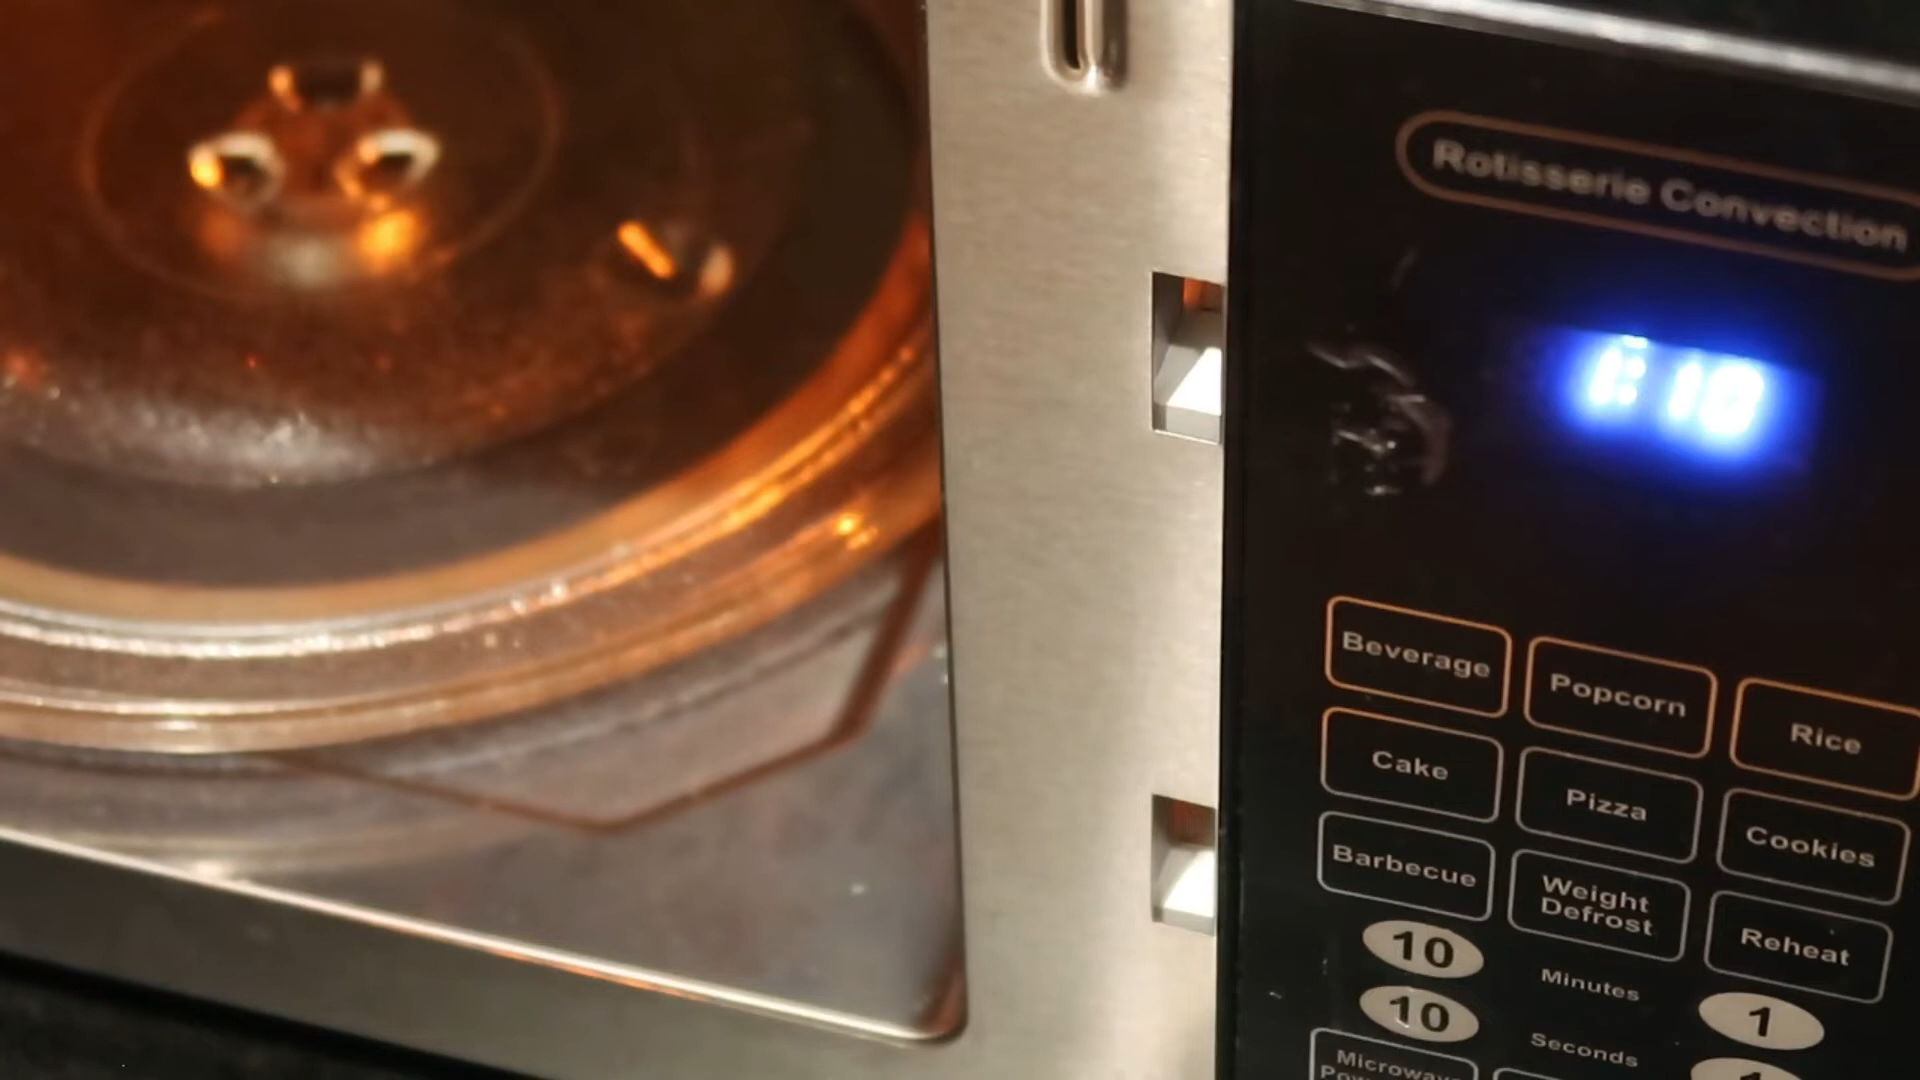 Rotisserie Convection
1:10
Beverage
Popcorn
Rice
Cake
Pizza
Cookies
Barbecue
Weight
Defrost
Reheat
10
Minutes
1
10
Seconds
Microwave